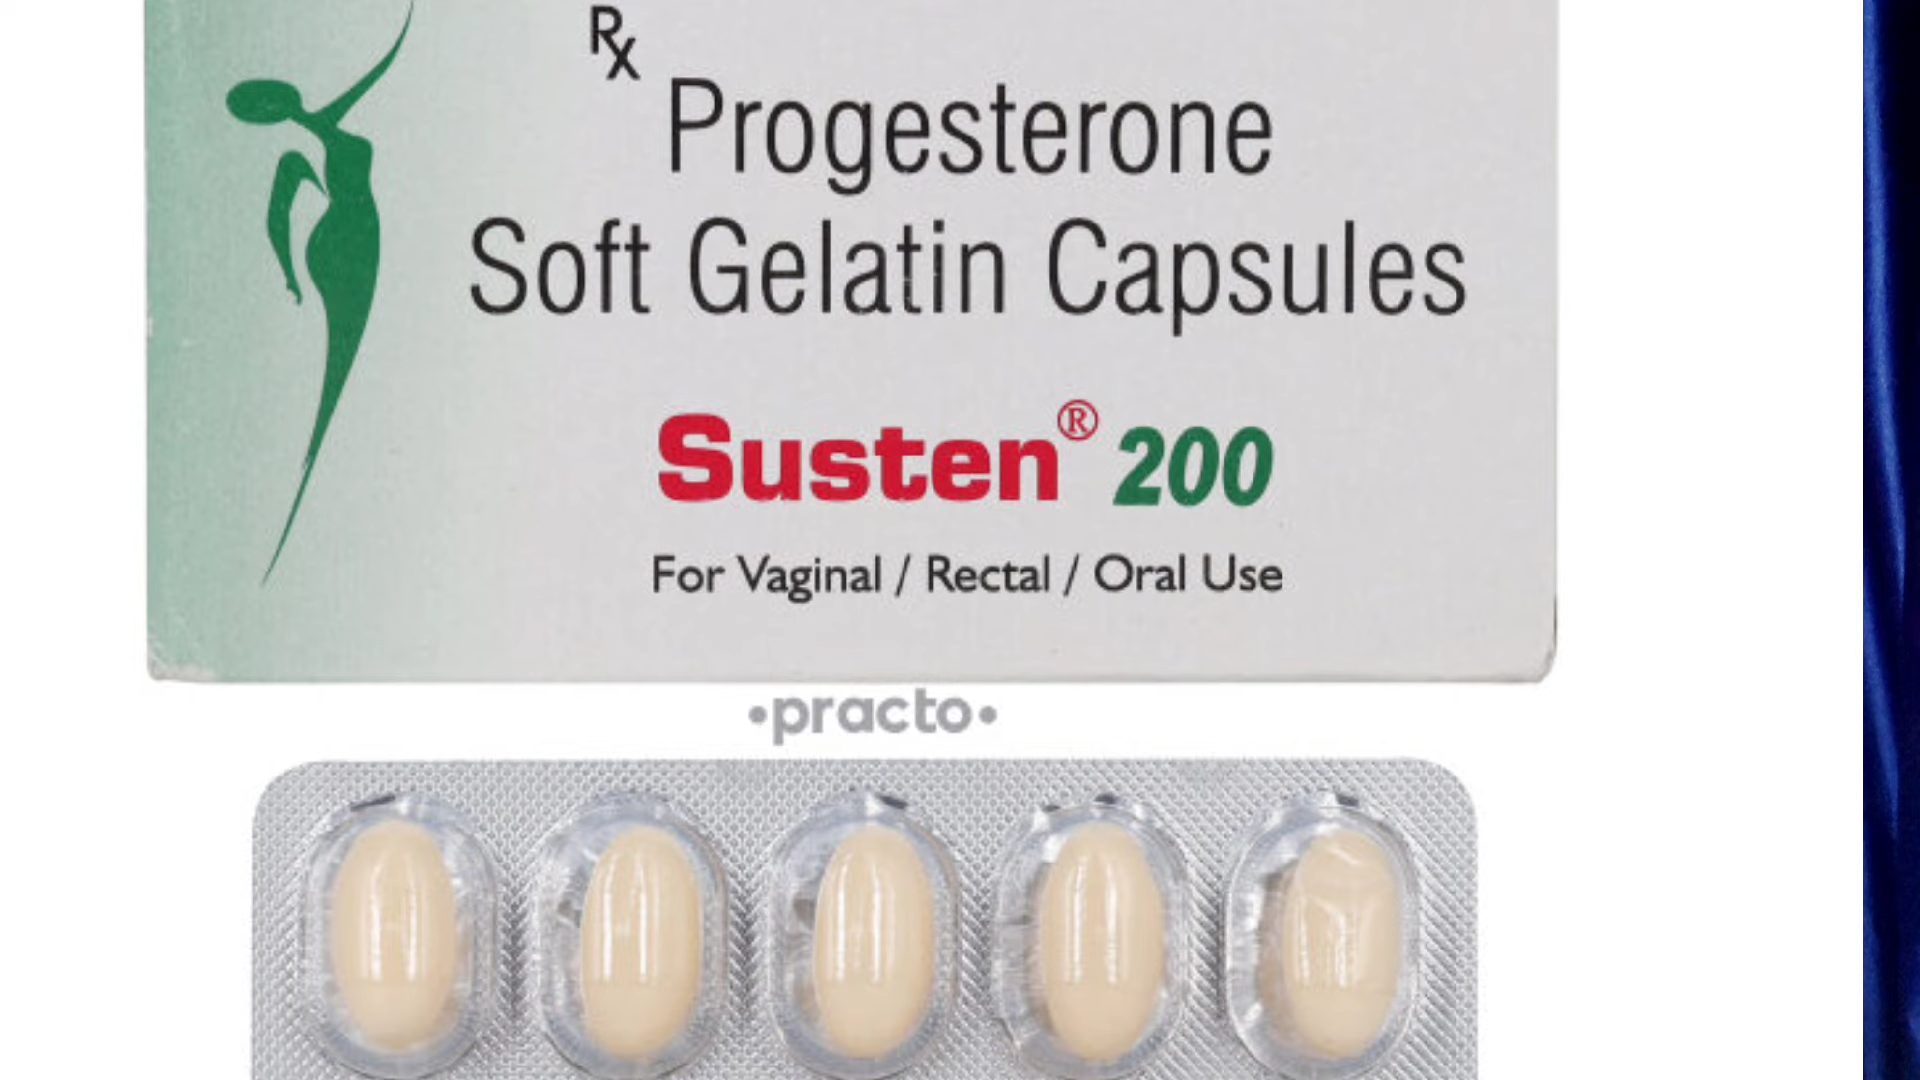 Rx
Progesterone
Soft Gelatin Capsules
Susten® 200
For Vaginal / Rectal / Oral Use
•practo•